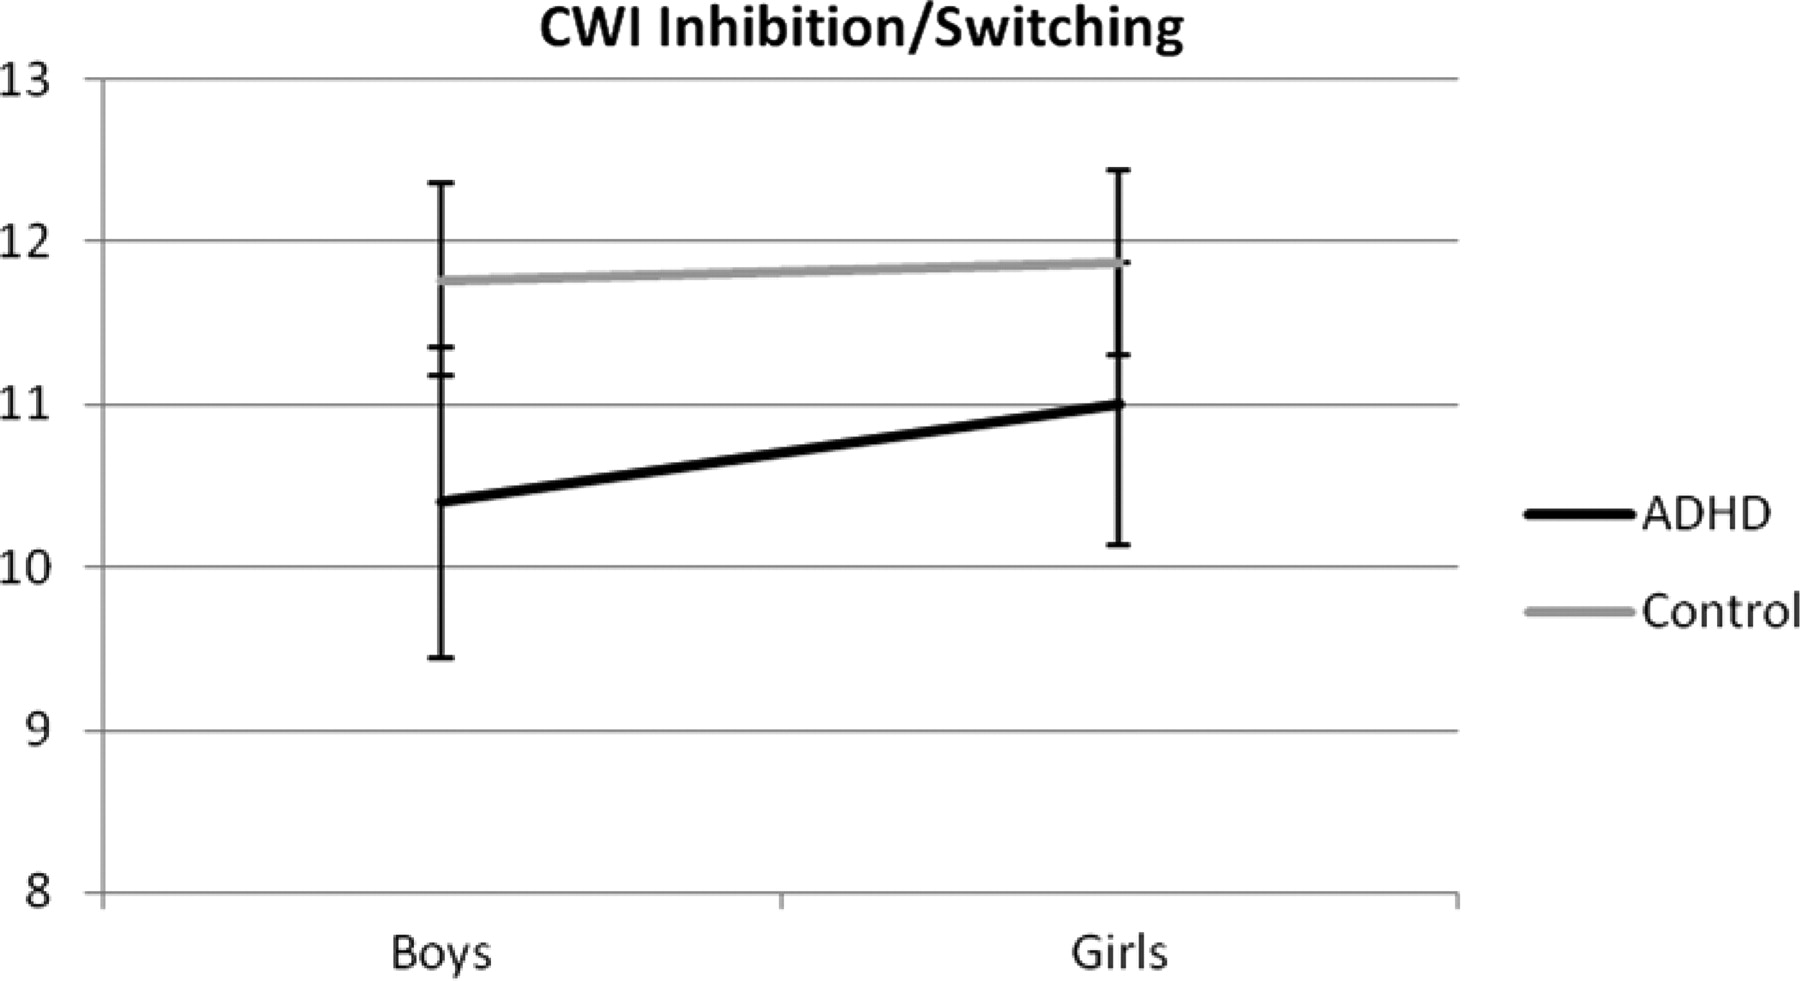 CWI Inhibition/Switching
13
12
11
10
9
8
Boys
Girls
ADHD
Control